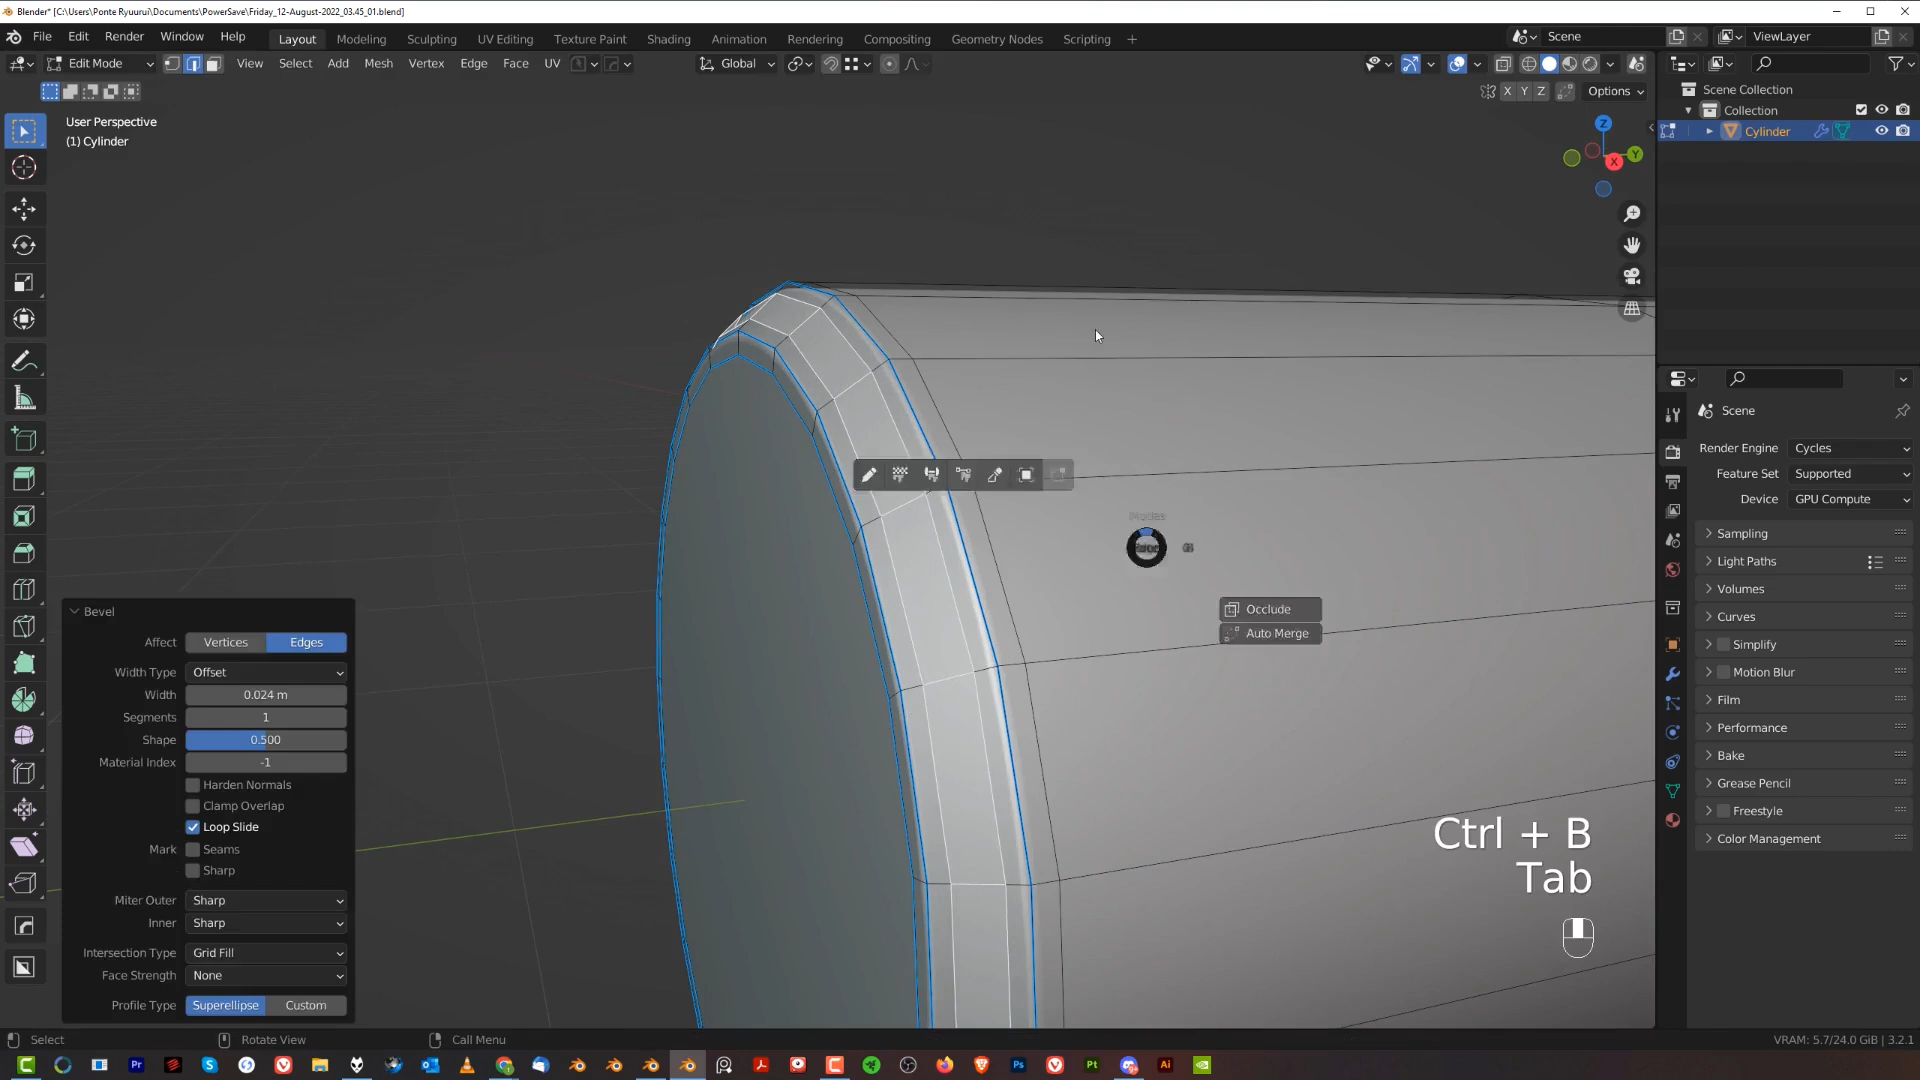 Blender* [C:\Users\Ponte Ryuurui\Documents\PowerSave\Friday_12-August-2022_03.45_01.blend]
File Edit Render Window Help
Layout Modeling Sculpting UV Editing Texture Paint Shading Animation Rendering Compositing Geometry Nodes Scripting +
Scene
ViewLayer
Edit Mode
View Select Add Mesh Vertex Edge Face UV
Global
X Y Z
Options
User Perspective
(1) Cylinder
Z
Y
X
Scene Collection
Collection
Cylinder
Scene
Render Engine Cycles
Feature Set Supported
Device GPU Compute
Sampling
Light Paths
Volumes
Curves
Simplify
Motion Blur
Film
Performance
Bake
Grease Pencil
Freestyle
Color Management
Modes
Occlude
Auto Merge
Bevel
Affect Vertices Edges
Width Type Offset
Width 0.024 m
Segments 1
Shape 0.500
Material Index -1
Harden Normals
Clamp Overlap
Loop Slide
Mark Seams
Sharp
Miter Outer Sharp
Inner Sharp
Intersection Type Grid Fill
Face Strength None
Profile Type Superellipse Custom
Ctrl + B
Tab
Select
Rotate View
Call Menu
VRAM: 5.7/24.0 GiB | 3.2.1
Pr
Ps
Pt
Ai